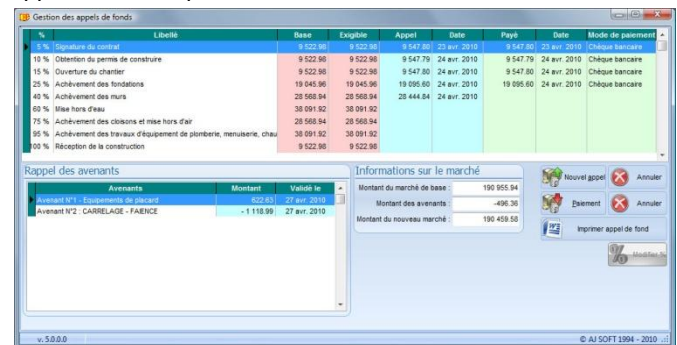 Gestion des appels de fonds
% Libellé Base Exigible Appel Date Payé Date Mode de paiement
5 % Signature du contrat 9 522.98 9 522.98 9 547.80 23 avr. 2010 9 547.80 23 avr. 2010 Chèque bancaire
10 % Obtention du permis de construire 9 522.98 9 522.98 9 547.79 24 avr. 2010 9 547.79 24 avr. 2010 Chèque bancaire
15 % Ouverture du chantier 9 522.98 9 522.98 9 547.80 24 avr. 2010 9 547.80 24 avr. 2010 Chèque bancaire
25 % Achèvement des fondations 19 045.96 19 045.96 19 095.60 24 avr. 2010 19 095.60 24 avr. 2010 Chèque bancaire
40 % Achèvement des murs 28 568.94 28 568.94 28 444.84 24 avr. 2010
60 % Mise hors d'eau 38 091.92 38 091.92
75 % Achèvement des cloisons et mise hors d'air 28 568.94 28 568.94
95 % Achèvement des travaux d'équipement de plomberie, menuiserie, chau 38 091.92 38 091.92
100 % Réception de la construction 9 522.98 9 522.98
Rappel des avenants
Avenants Montant Validé le
Avenant N°1 - Equipements de placard 622.63 27 avr. 2010
Avenant N°2 : CARRELAGE - FAIENCE - 1 118.99 27 avr. 2010
Informations sur le marché
Montant du marché de base : 190 955.94
Montant des avenants : -496.36
Montant du nouveau marché : 190 459.58
Nouvel appel Annuler
Paiement Annuler
Imprimer appel de fond
Modifier %
v. 5.0.0.0 © AJ SOFT 1994 - 2010